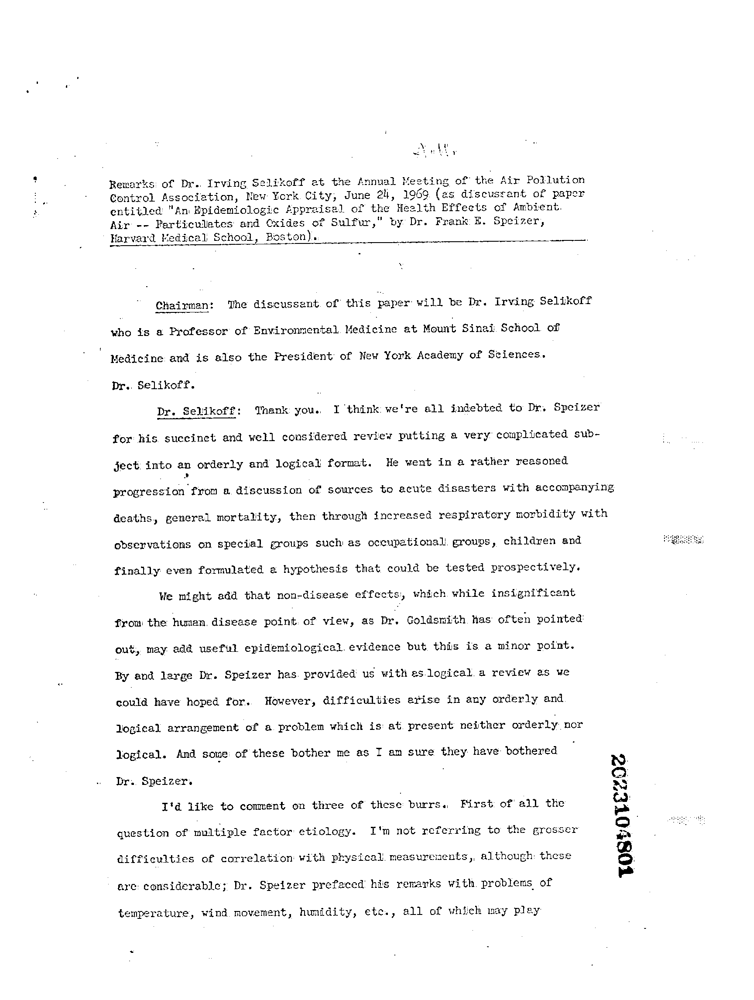 Remarks of Dr. Irving Selikoff at the Annual Meeting of the Air Pollution
Control Association, New York City, June 24, 1969 (as discusrant of paper
entitled "An Epidemiologic Appraisal of the Health Effects of Ambient
Air -- Particulates and Oxides of Sulfur," by Dr. Frank E. Speizer,
Harvard Medical School, Boston).
Chairman: The discussant of this paper will be Dr. Irving Selikoff
who is a Professor of Environmental Medicine at Mount Sinai School of
Medicine and is also the President of New York Academy of Sciences.
Dr. Selikoff.
Dr. Selikoff: Thank you. I think we're all indebted to Dr. Speizer
for his succinct and well considered review putting a very complicated sub-
ject into an orderly and logical format. He went in a rather reasoned
progression from a discussion of sources to acute disasters with accompanying
deaths, general mortality, then through increased respiratory morbidity with
observations on special groups such as occupational groups, children and
finally even formulated a hypothesis that could be tested prospectively.
We might add that non-disease effects, which while insignificant
from the human disease point of view, as Dr. Goldsmith has often pointed
out, may add useful epidemiological evidence but this is a minor point.
By and large Dr. Speizer has provided us with as logical a review as we
could have hoped for. However, difficulties arise in any orderly and
logical arrangement of a problem which is at present neither orderly nor
logical. And some of these bother me as I am sure they have bothered
Dr. Speizer.
I'd like to comment on three of these burrs. First of all the
question of multiple factor etiology. I'm not referring to the grosser
difficulties of correlation with physical measurements, although these
are considerable; Dr. Speizer prefaced his remarks with problems of
temperature, wind movement, humidity, etc., all of which may play
2023104801